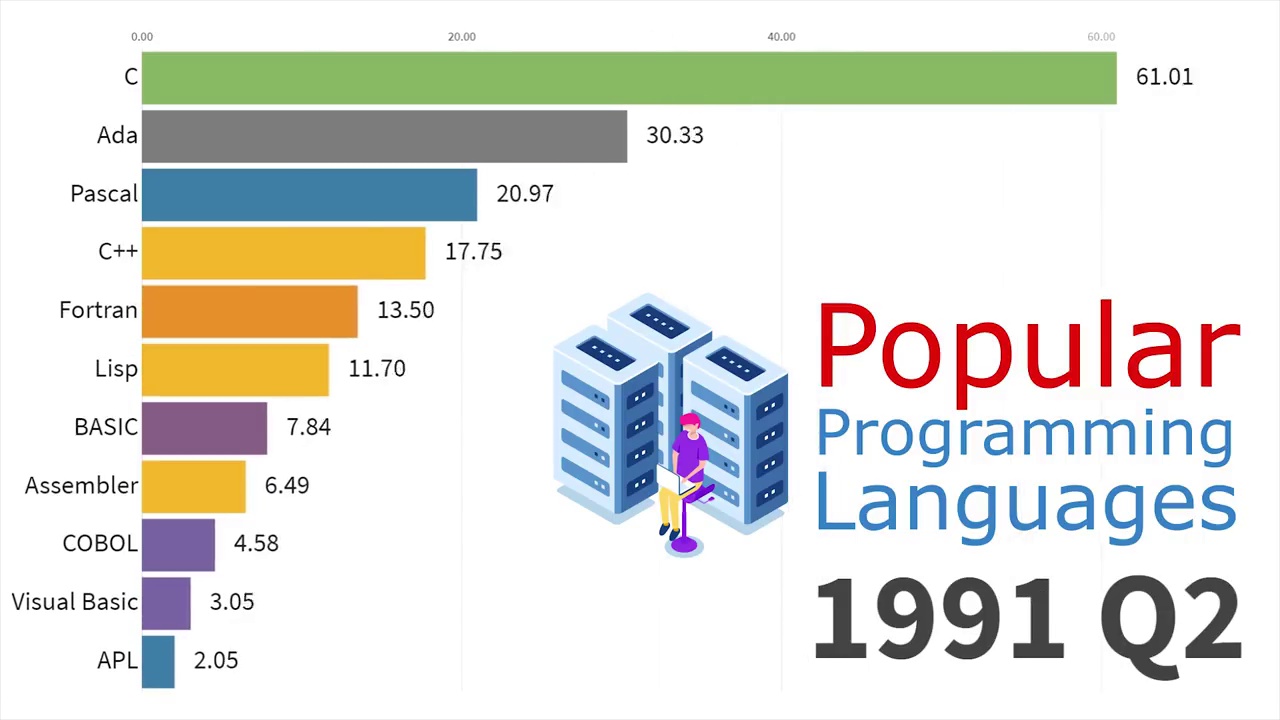 0.00 20.00 40.00 60.00
C 61.01
Ada 30.33
Pascal 20.97
C++ 17.75
Fortran 13.50
Lisp 11.70
BASIC 7.84
Assembler 6.49
COBOL 4.58
Visual Basic 3.05
APL 2.05
Popular
Programming
Languages
1991 Q2